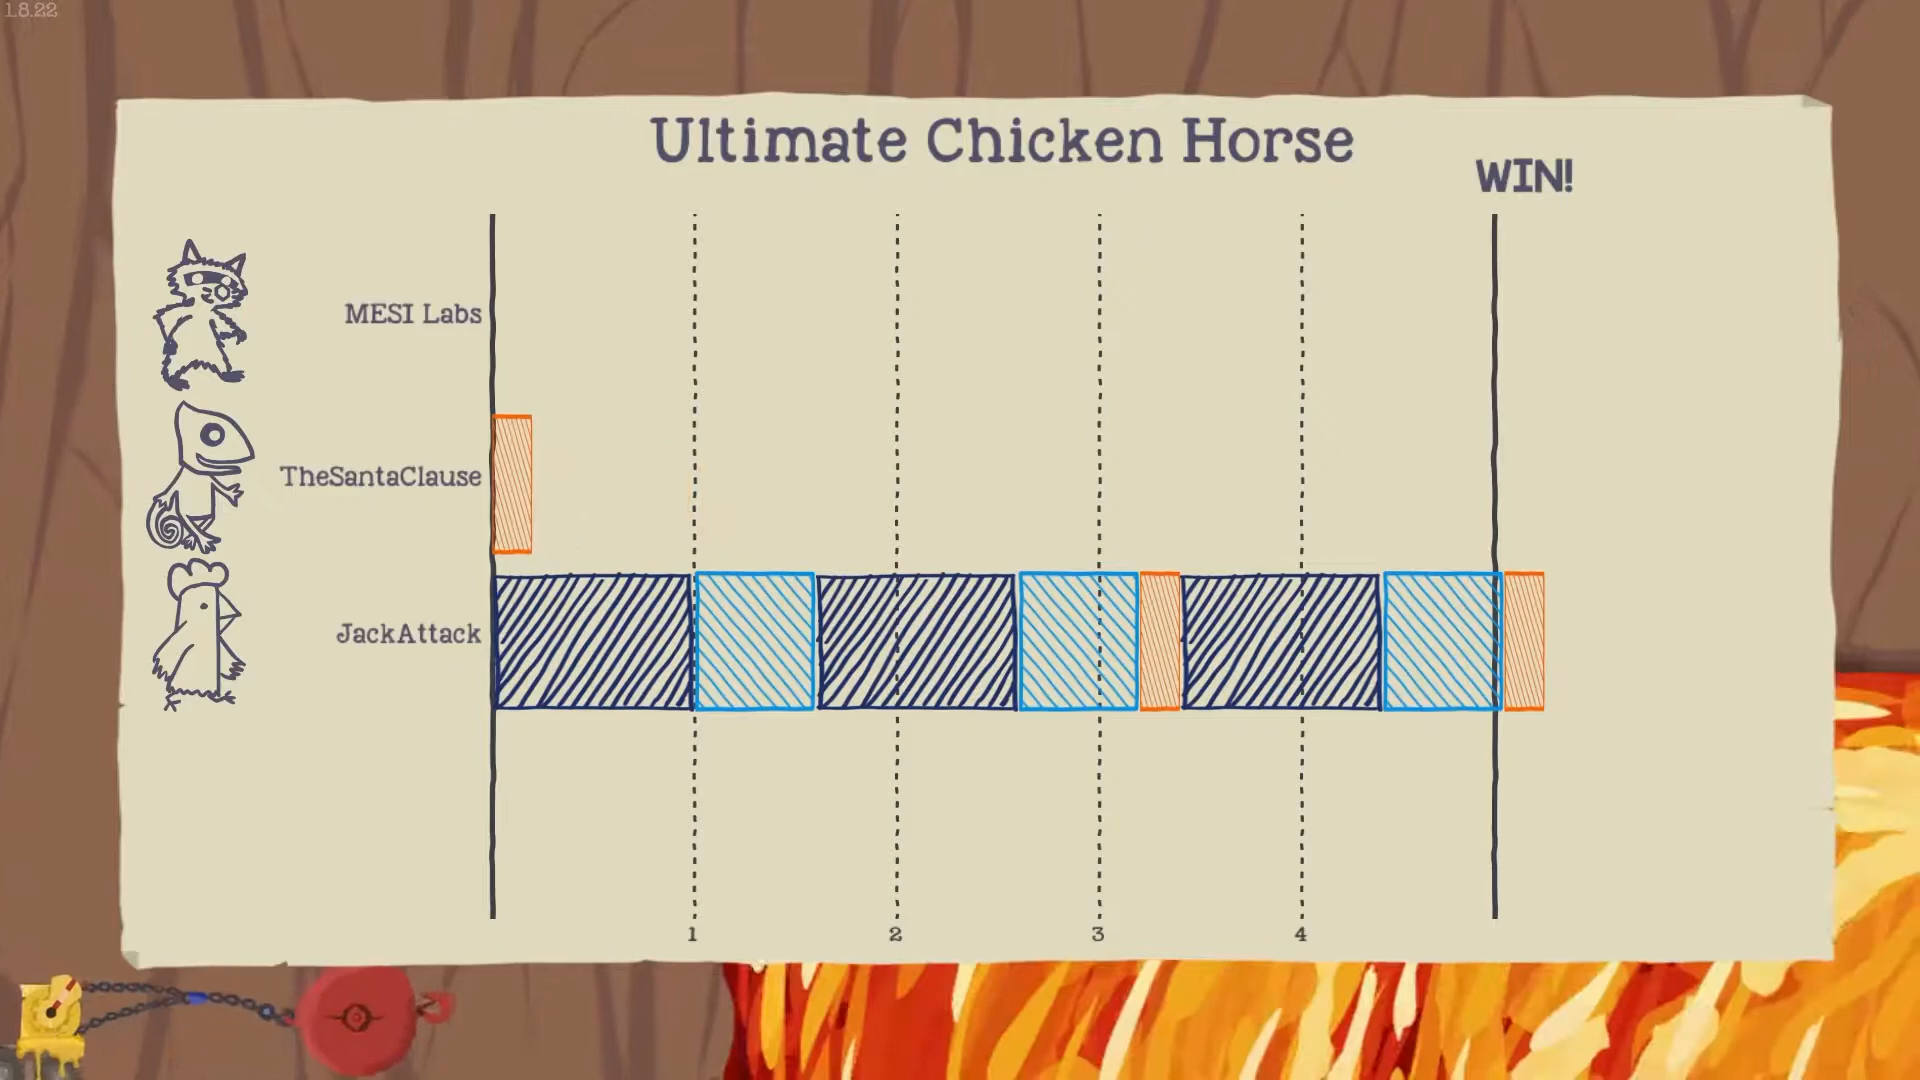 1.8.22
Ultimate Chicken Horse
WIN!
MESI Labs
TheSantaClause
JackAttack
1 2 3 4